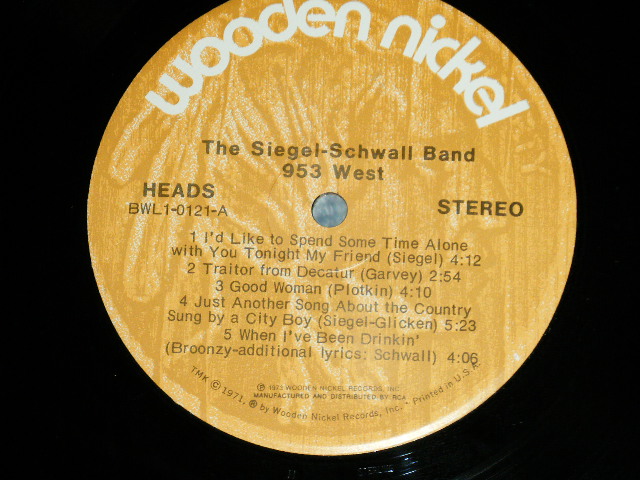 wooden nickel
The Siegel-Schwall Band
953 West
HEADS
BWL1-0121-A
STEREO
1 I'd Like to Spend Some Time Alone
with You Tonight My Friend (Siegel) 4:12
2 Traitor from Decatur (Garvey) 2:54
3 Good Woman (Plotkin) 4:10
4 Just Another Song About the Country
Sung by a City Boy (Siegel-Glicken) 5:23
5 When I've Been Drinkin'
(Broonzy-additional lyrics: Schwall) 4:06
℗ 1973 WOODEN NICKEL RECORDS, INC.
MANUFACTURED AND DISTRIBUTED BY RCA
TMK © 1971, ® by Wooden Nickel Records, Inc. Printed in U.S.A.